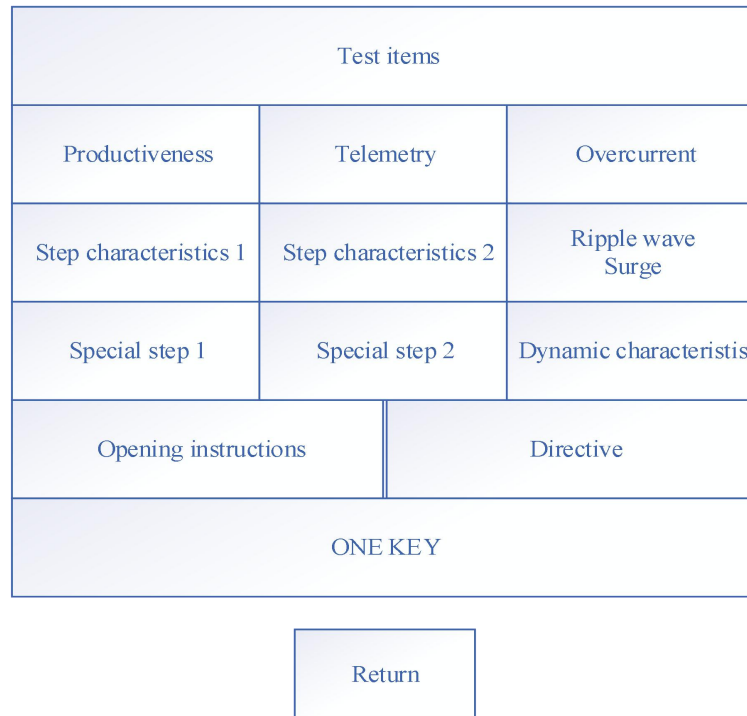 Test items
Productiveness
Telemetry
Overcurrent
Step characteristics 1
Step characteristics 2
Ripple wave
Surge
Special step 1
Special step 2
Dynamic characteristis
Opening instructions
Directive
ONE KEY
Return